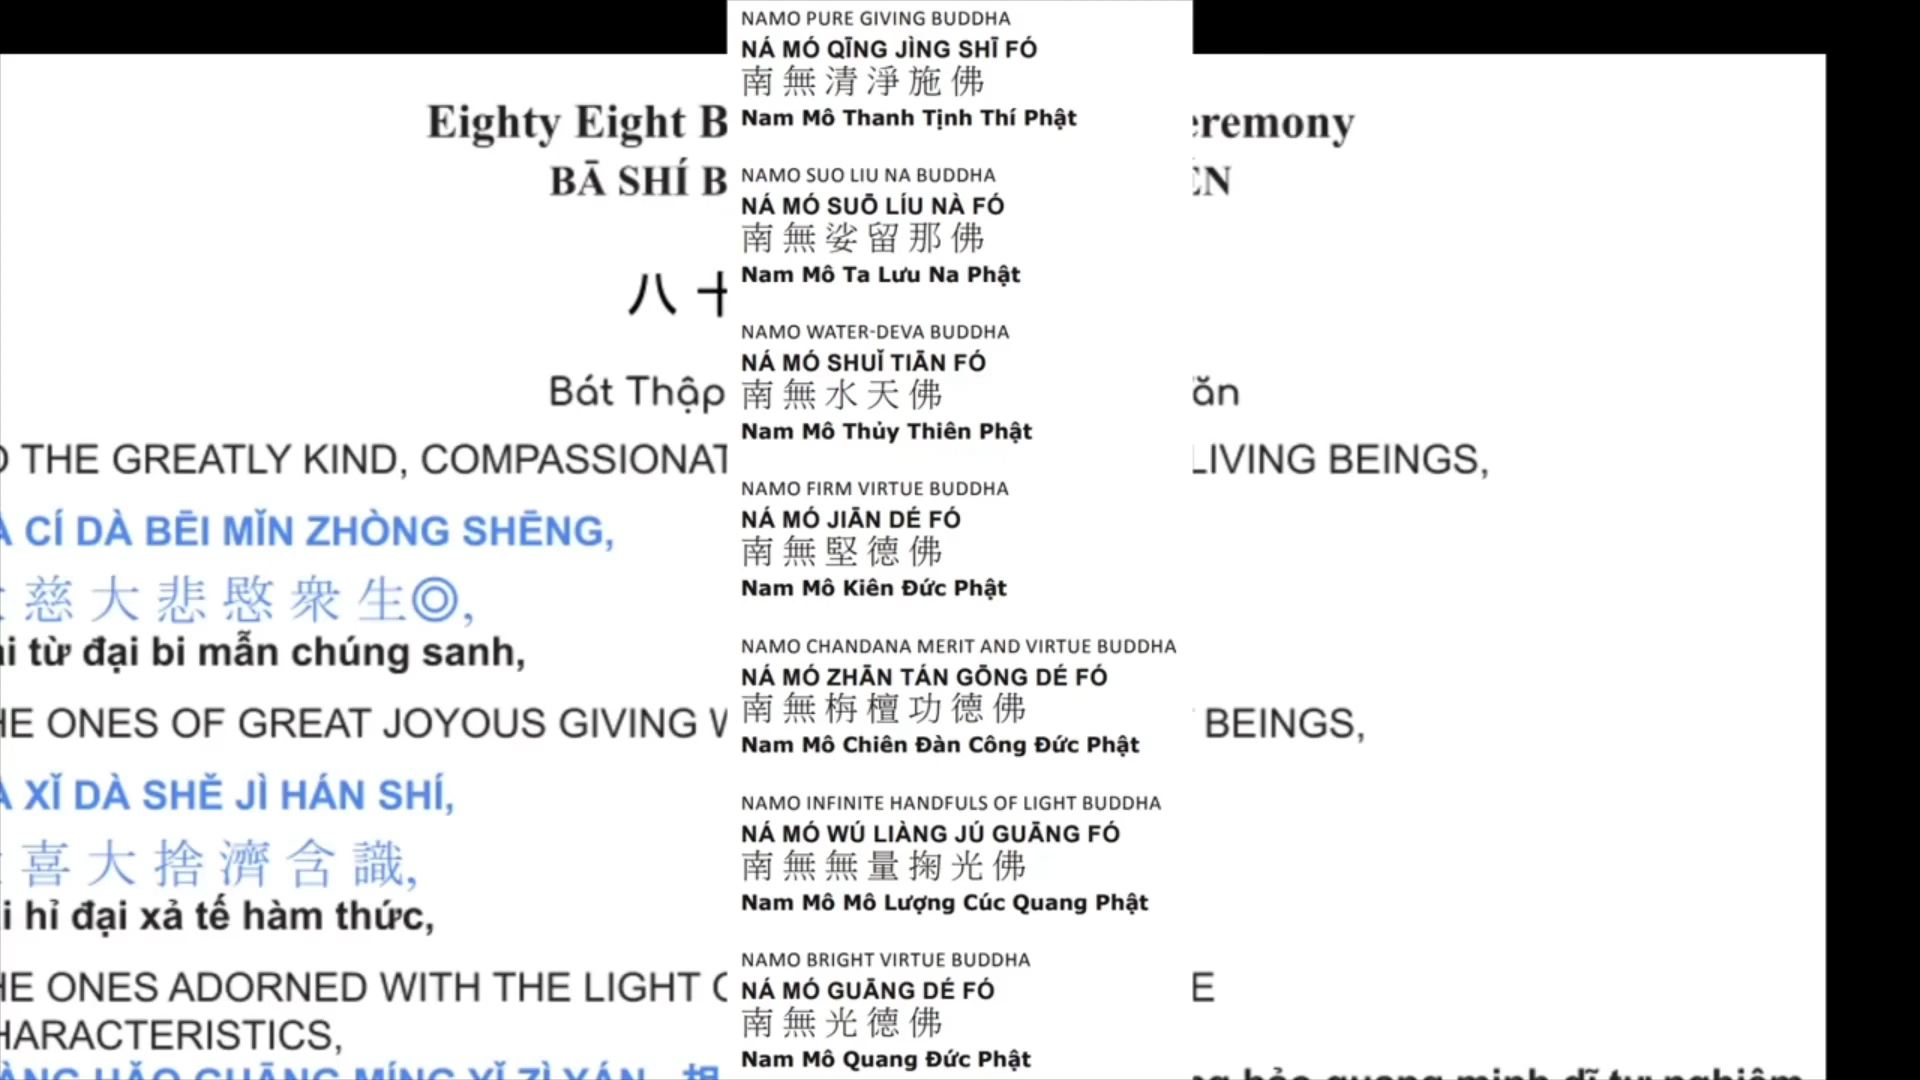 NAMO PURE GIVING BUDDHA
NÁ MÓ QĪNG JÌNG SHĪ FÓ
南無清淨施佛
Nam Mô Thanh Tịnh Thí Phật
NAMO SUO LIU NA BUDDHA
NÁ MÓ SUŌ LÍU NÀ FÓ
南無娑留那佛
Nam Mô Ta Lưu Na Phật
NAMO WATER-DEVA BUDDHA
NÁ MÓ SHUǏ TIĀN FÓ
南無水天佛
Nam Mô Thủy Thiên Phật
NAMO FIRM VIRTUE BUDDHA
NÁ MÓ JIĀN DÉ FÓ
南無堅德佛
Nam Mô Kiên Đức Phật
NAMO CHANDANA MERIT AND VIRTUE BUDDHA
NÁ MÓ ZHĀN TÁN GŌNG DÉ FÓ
南無栴檀功德佛
Nam Mô Chiên Đàn Công Đức Phật
NAMO INFINITE HANDFULS OF LIGHT BUDDHA
NÁ MÓ WÚ LIÀNG JÚ GUĀNG FÓ
南無無量掬光佛
Nam Mô Mô Lượng Cúc Quang Phật
NAMO BRIGHT VIRTUE BUDDHA
NÁ MÓ GUĀNG DÉ FÓ
南無光德佛
Nam Mô Quang Đức Phật
Eighty Eight
BĀ SHÍ
八
Bát Thập
THE GREATLY KIND, LIVING BEINGS,
CÍ DÀ BĒI MǏN ZHÒNG SHĒNG,
慈大悲愍衆生◎,
từ đại bi mẫn chúng sanh,
ONES OF GREAT JOYOUS GIVING BEINGS,
XǏ DÀ SHĚ JÌ HÁN SHÍ,
喜大捨濟含識,
hỉ đại xả tế hàm thức,
ONES ADORNED WITH THE LIGHT